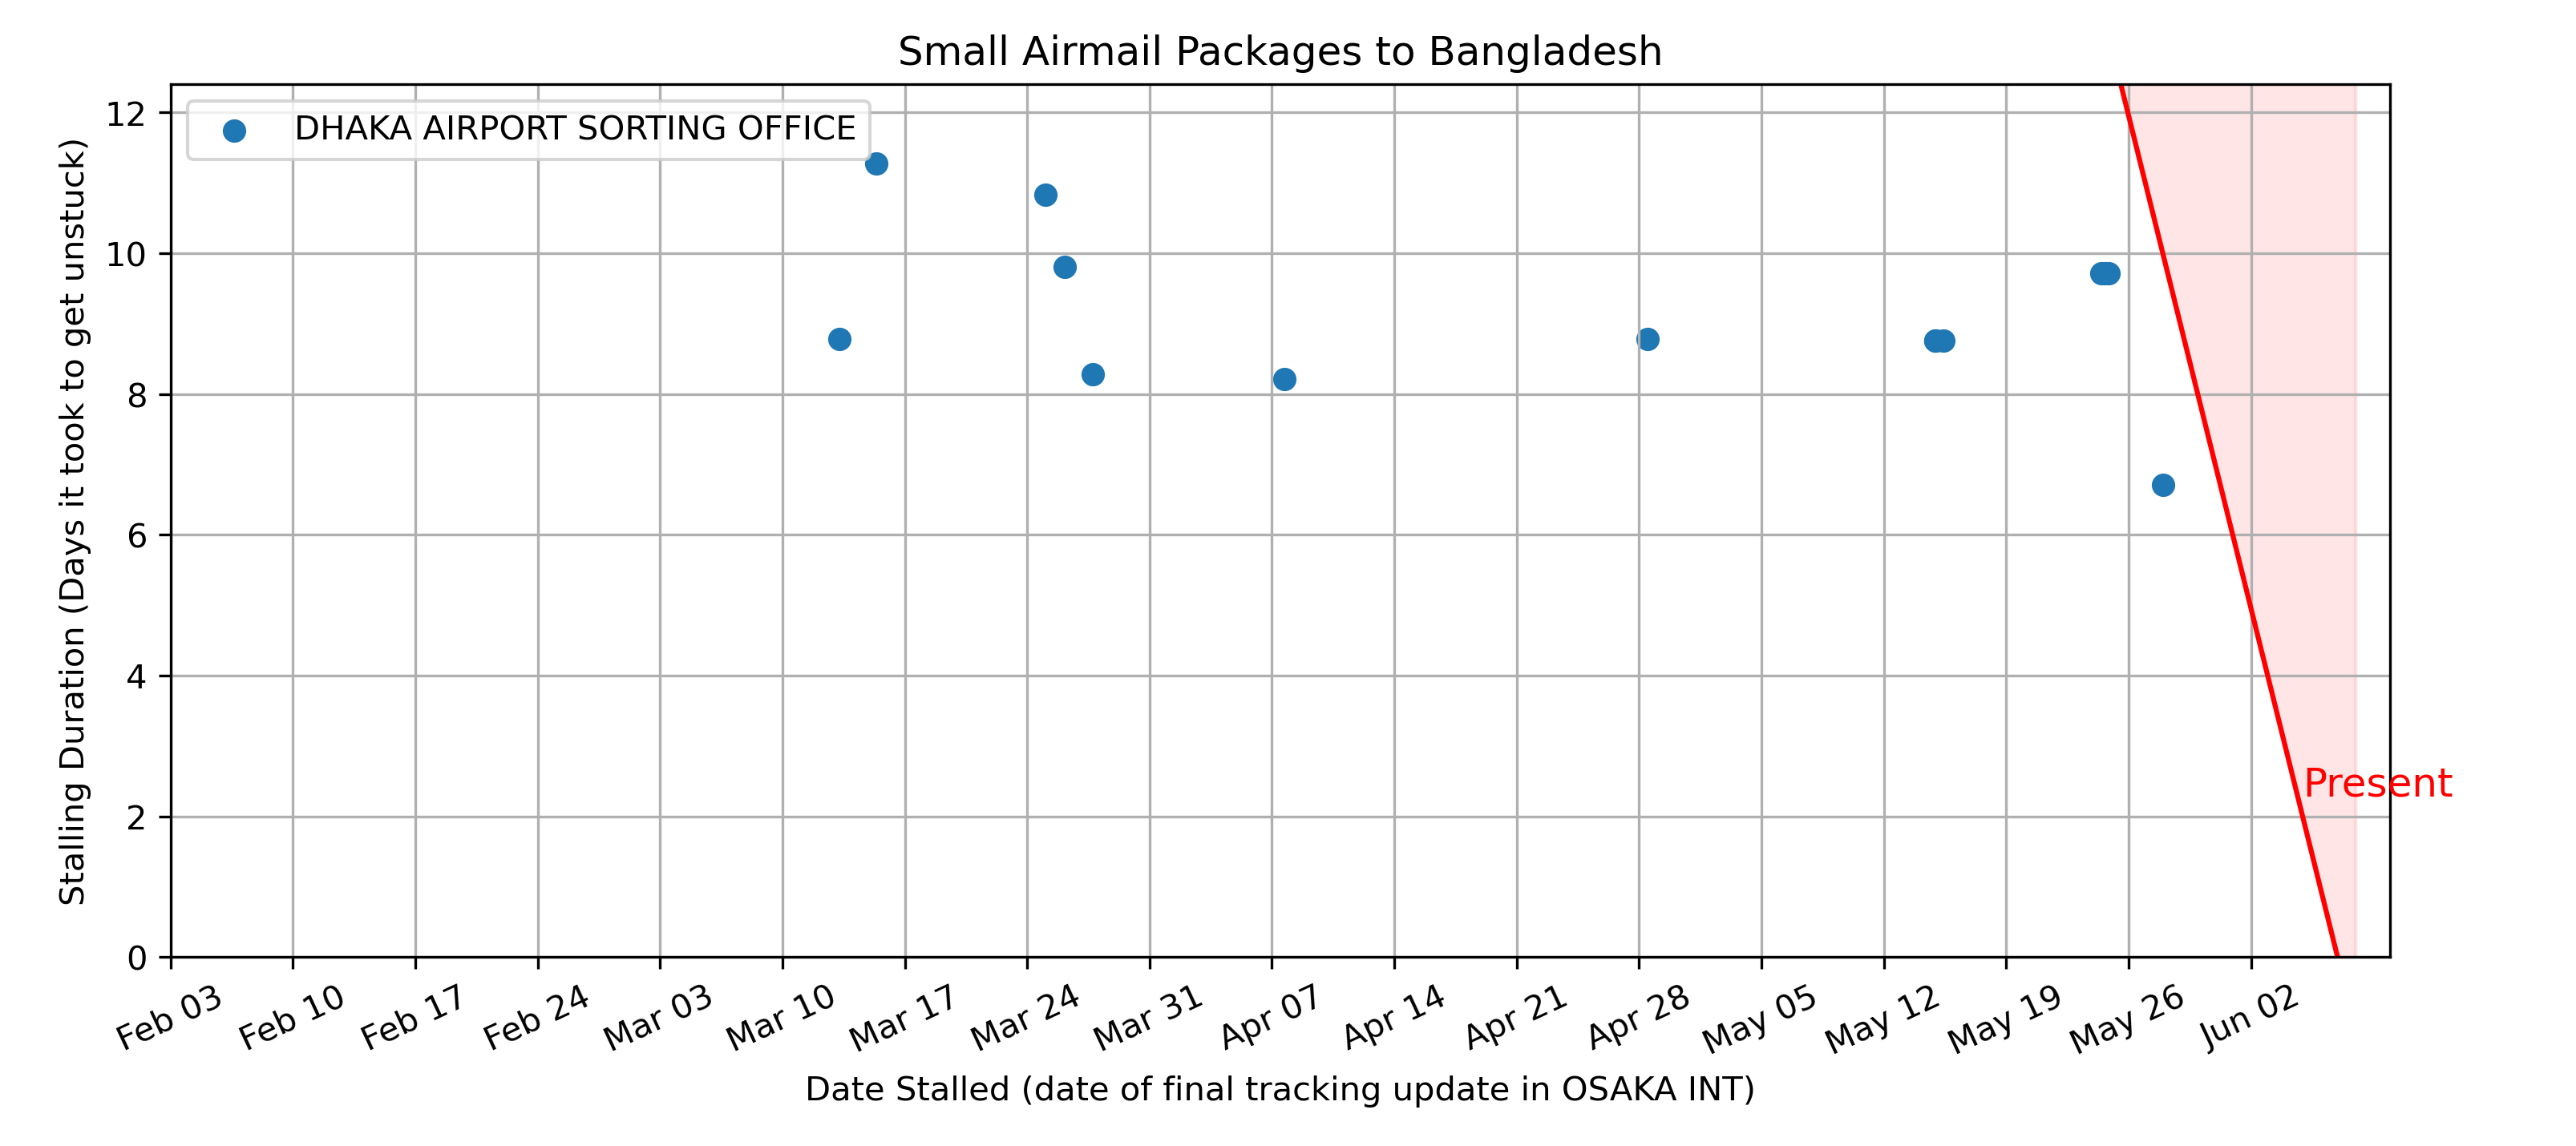 Small Airmail Packages to Bangladesh
DHAKA AIRPORT SORTING OFFICE
Stalling Duration (Days it took to get unstuck)
12
10
8
6
4
2
0
Present
Feb 03
Feb 10
Feb 17
Feb 24
Mar 03
Mar 10
Mar 17
Mar 24
Mar 31
Apr 07
Apr 14
Apr 21
Apr 28
May 05
May 12
May 19
May 26
Jun 02
Date Stalled (date of final tracking update in OSAKA INT)